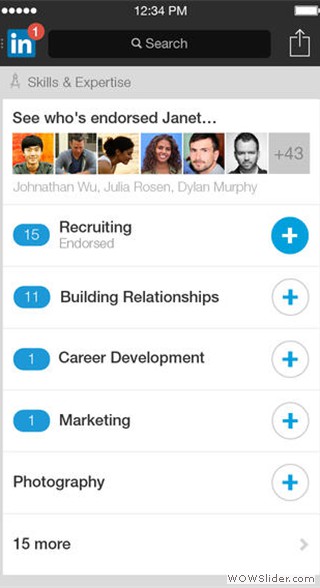 12:34 PM
in
1
Search
Skills & Expertise
See who's endorsed Janet...
+43
Johnathan Wu, Julia Rosen, Dylan Murphy
15
Recruiting
Endorsed
11
Building Relationships
1
Career Development
1
Marketing
Photography
15 more
WOWSlider.com